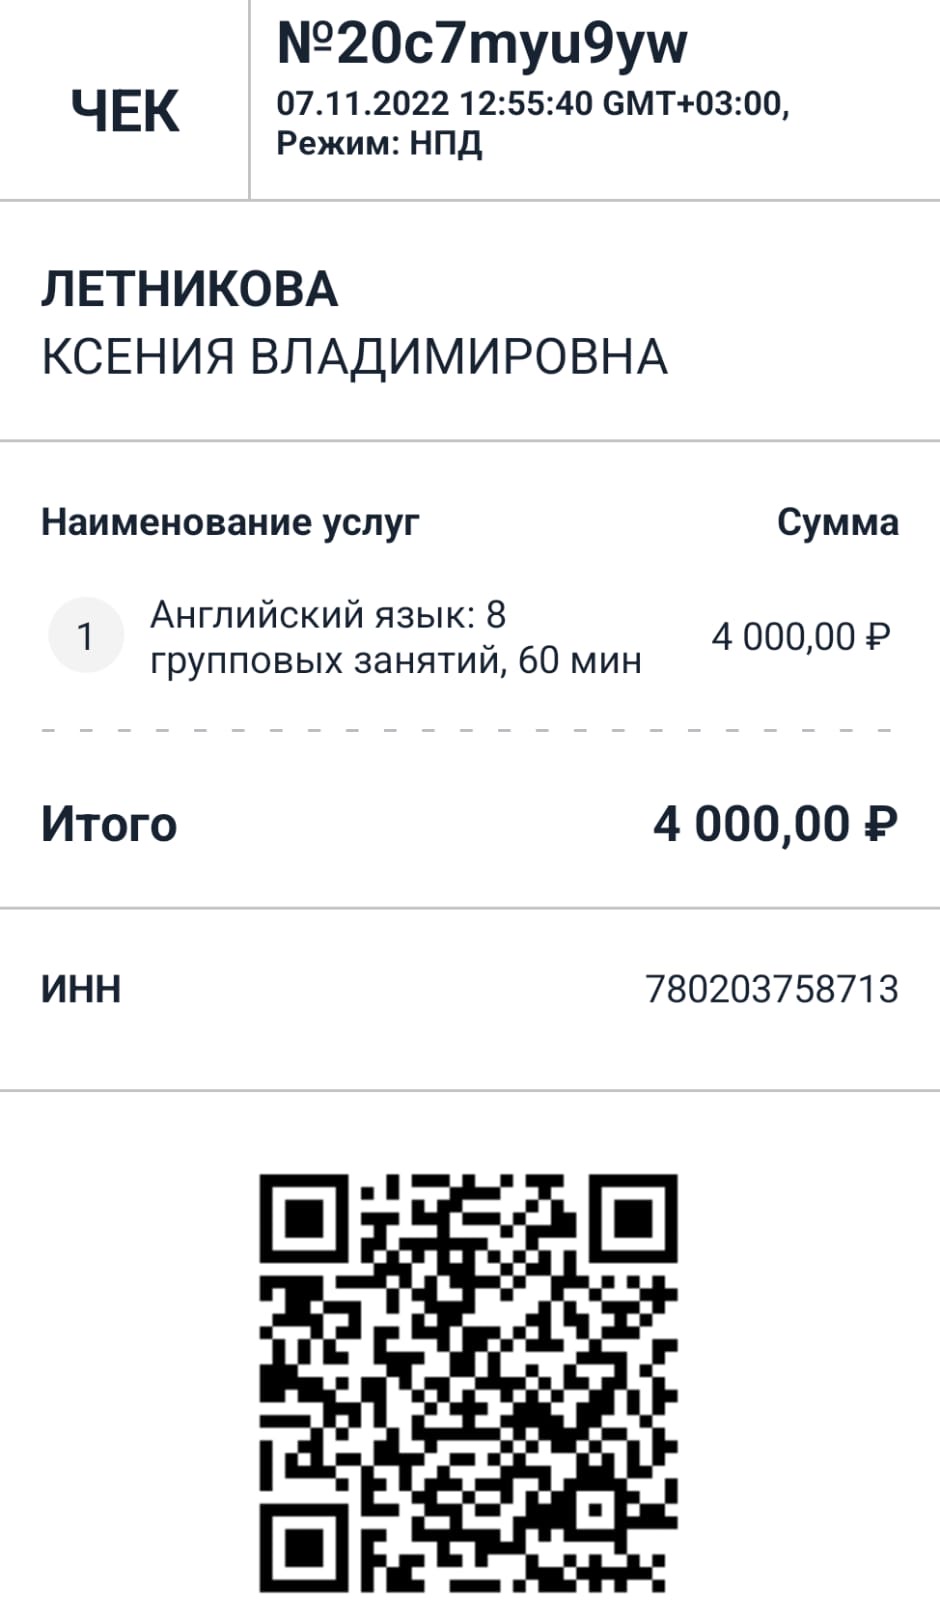 ЧЕК
№20c7myu9yw
07.11.2022 12:55:40 GMT+03:00,
Режим: НПД
ЛЕТНИКОВА
КСЕНИЯ ВЛАДИМИРОВНА
Наименование услуг Сумма
1 Английский язык: 8
групповых занятий, 60 мин 4 000,00 ₽
Итого 4 000,00 ₽
ИНН 780203758713